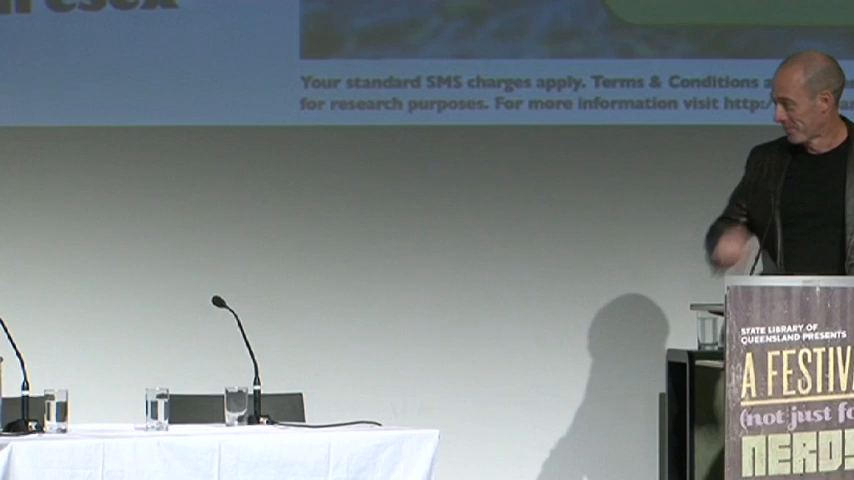 Your standard SMS charges apply. Terms & Conditions
for research purposes. For more information visit http:/
STATE LIBRARY OF
QUEENSLAND PRESENTS
A FESTIVA
(not just fo
NERDS